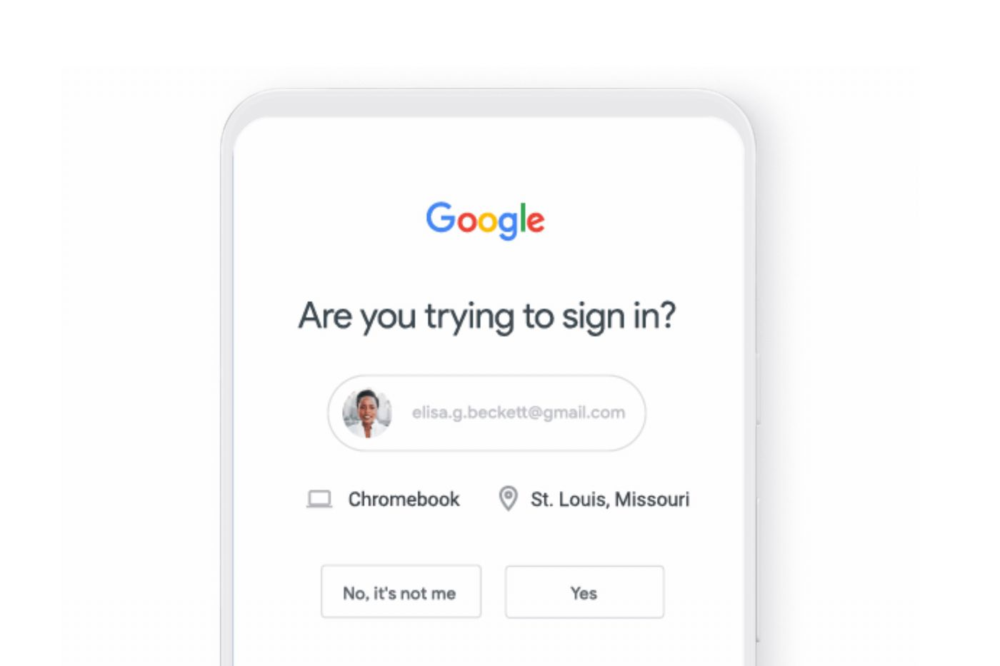 Google
Are you trying to sign in?
elisa.g.beckett@gmail.com
Chromebook St. Louis, Missouri
No, it's not me Yes